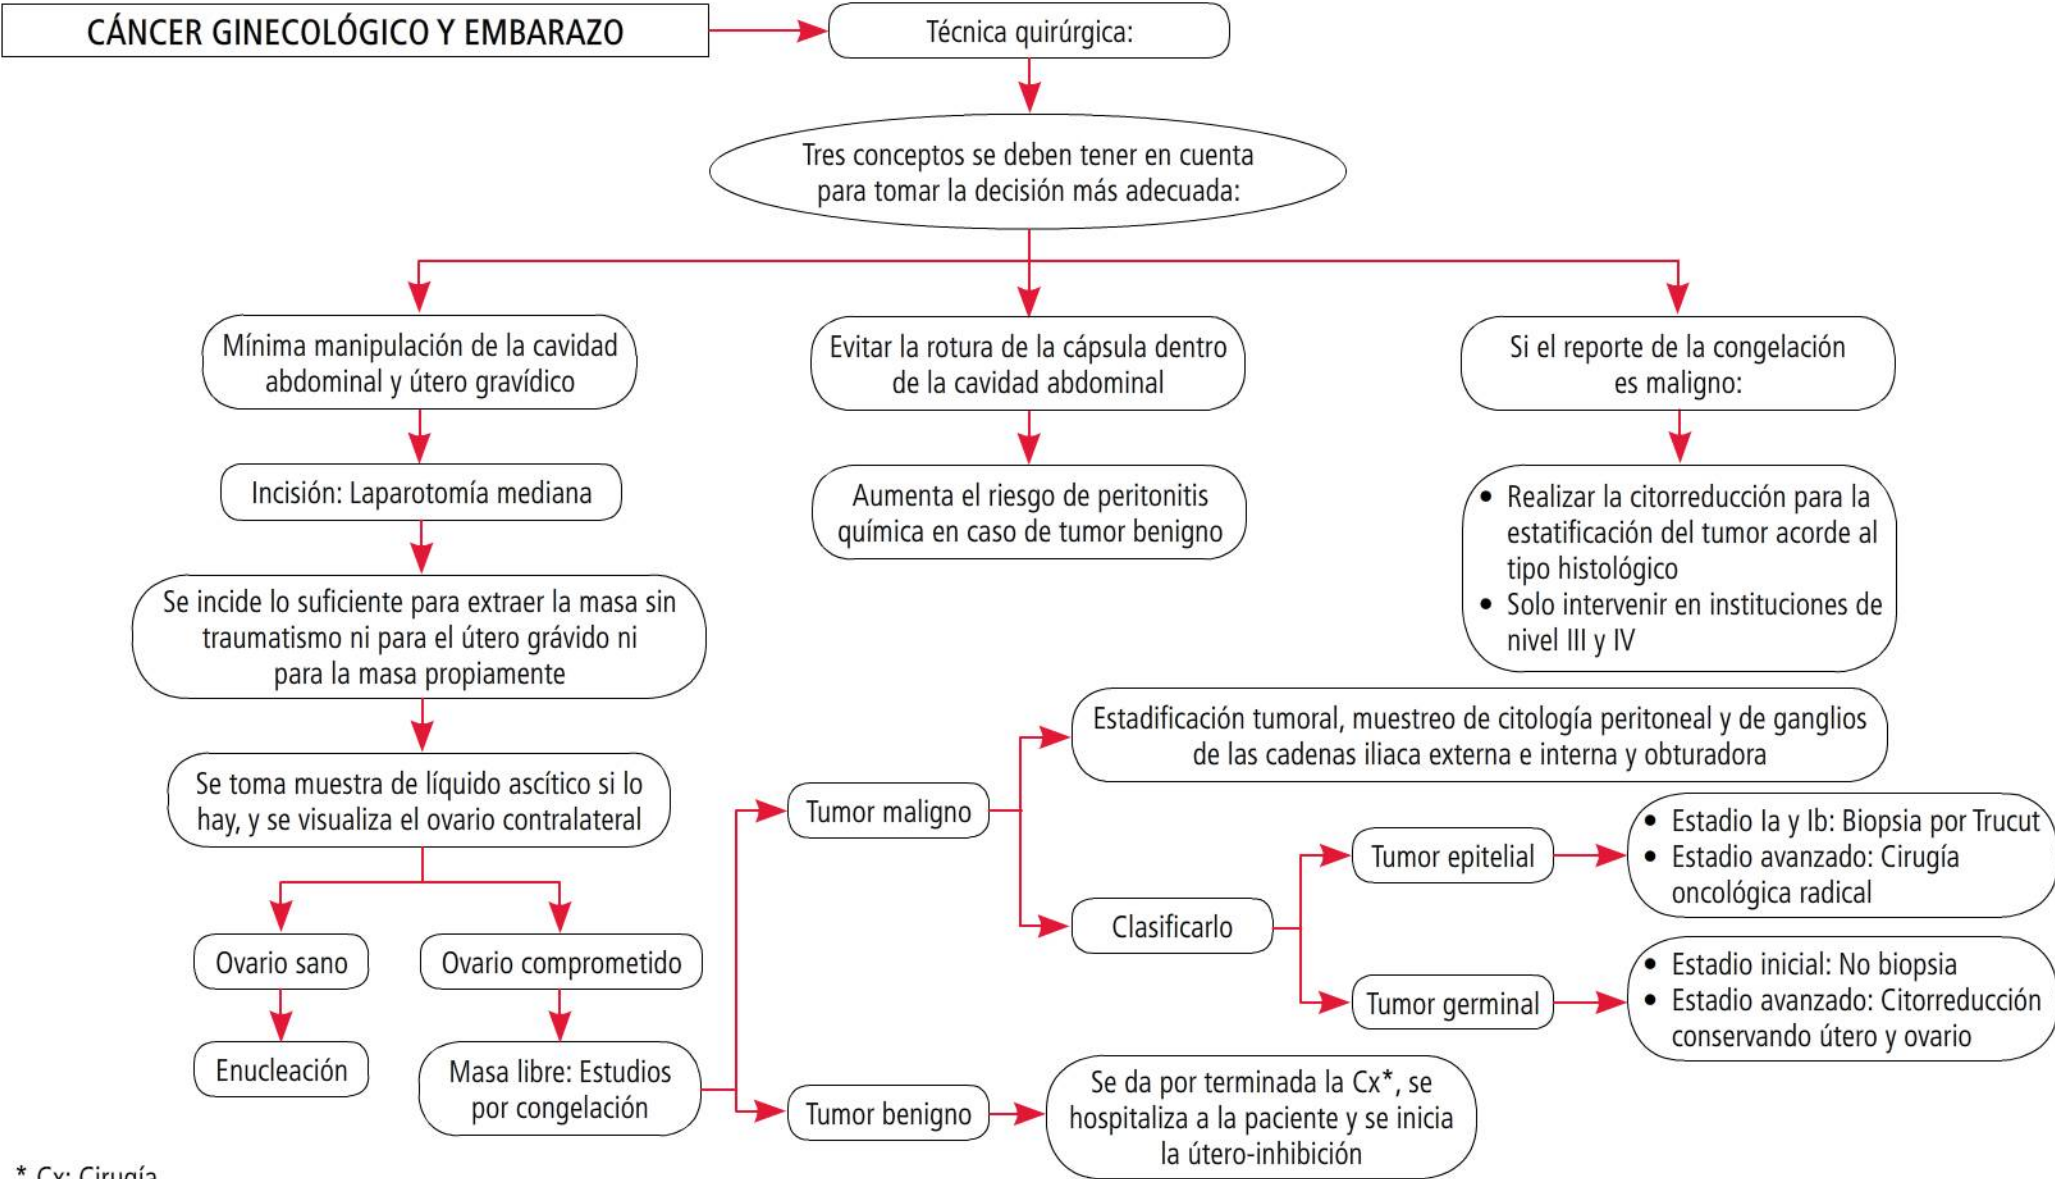 CÁNCER GINECOLÓGICO Y EMBARAZO
Técnica quirúrgica:
Tres conceptos se deben tener en cuenta
para tomar la decisión más adecuada:
Mínima manipulación de la cavidad
abdominal y útero gravídico
Incisión: Laparotomía mediana
Se incide lo suficiente para extraer la masa sin
traumatismo ni para el útero grávido ni
para la masa propiamente
Se toma muestra de líquido ascítico si lo
hay, y se visualiza el ovario contralateral
Ovario sano
Enucleación
Ovario comprometido
Masa libre: Estudios
por congelación
Evitar la rotura de la cápsula dentro
de la cavidad abdominal
Aumenta el riesgo de peritonitis
química en caso de tumor benigno
Si el reporte de la congelación
es maligno:
• Realizar la citorreducción para la
estatificación del tumor acorde al
tipo histológico
• Solo intervenir en instituciones de
nivel III y IV
Tumor maligno
Estadificación tumoral, muestreo de citología peritoneal y de ganglios
de las cadenas iliaca externa e interna y obturadora
Clasificarlo
Tumor epitelial
• Estadio Ia y Ib: Biopsia por Trucut
• Estadio avanzado: Cirugía
oncológica radical
Tumor germinal
• Estadio inicial: No biopsia
• Estadio avanzado: Citorreducción
conservando útero y ovario
Tumor benigno
Se da por terminada la Cx*, se
hospitaliza a la paciente y se inicia
la útero-inhibición
* Cx: Cirugía